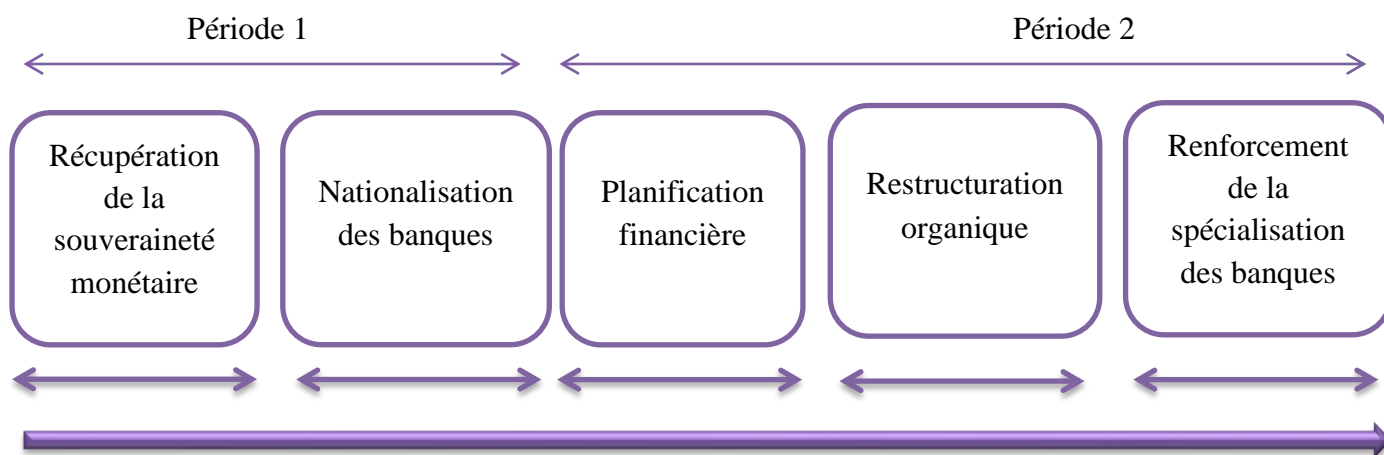 Période 1
Période 2
Récupération
de la
souveraineté
monétaire
Nationalisation
des banques
Planification
financière
Restructuration
organique
Renforcement
de la
spécialisation
des banques